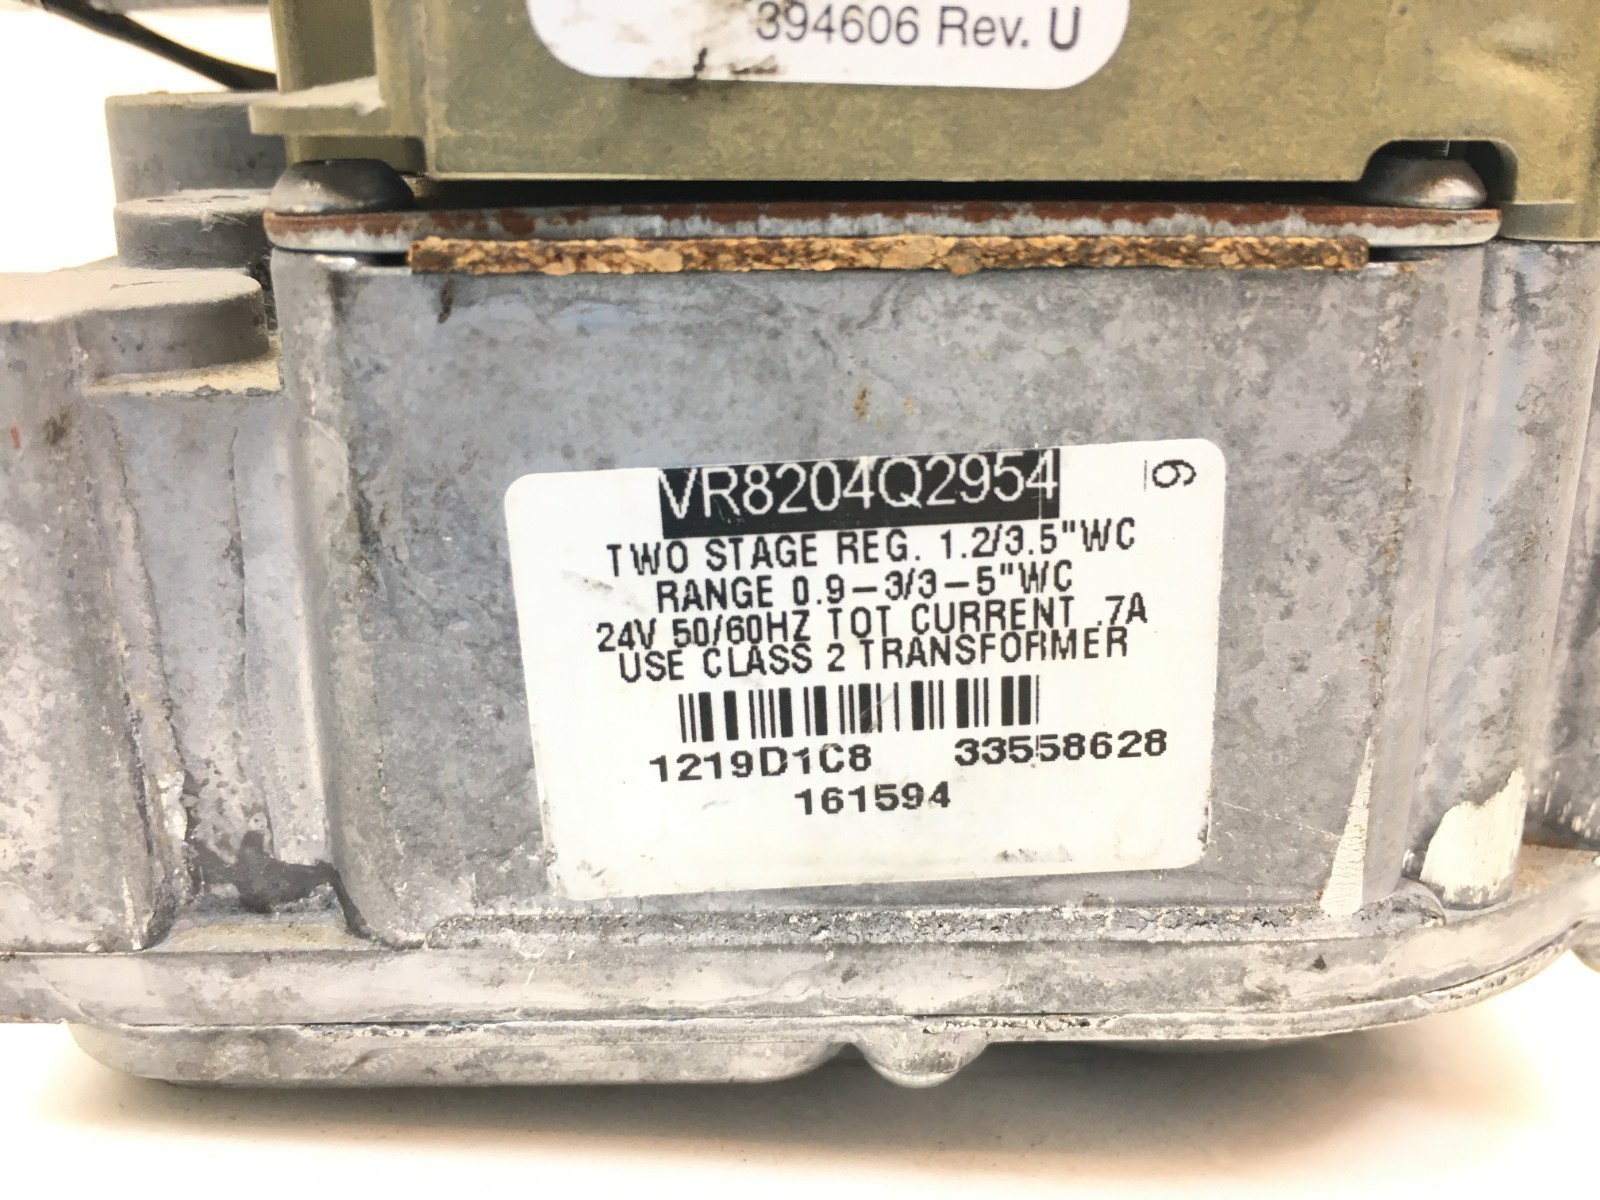 394606 Rev. U
VR8204Q2954
6
TWO STAGE REG. 1.2/3.5"WC
RANGE 0.9-3/3-5"WC
24V 50/60HZ TOT CURRENT .7A
USE CLASS 2 TRANSFORMER
1219D1C8 33558628
161594